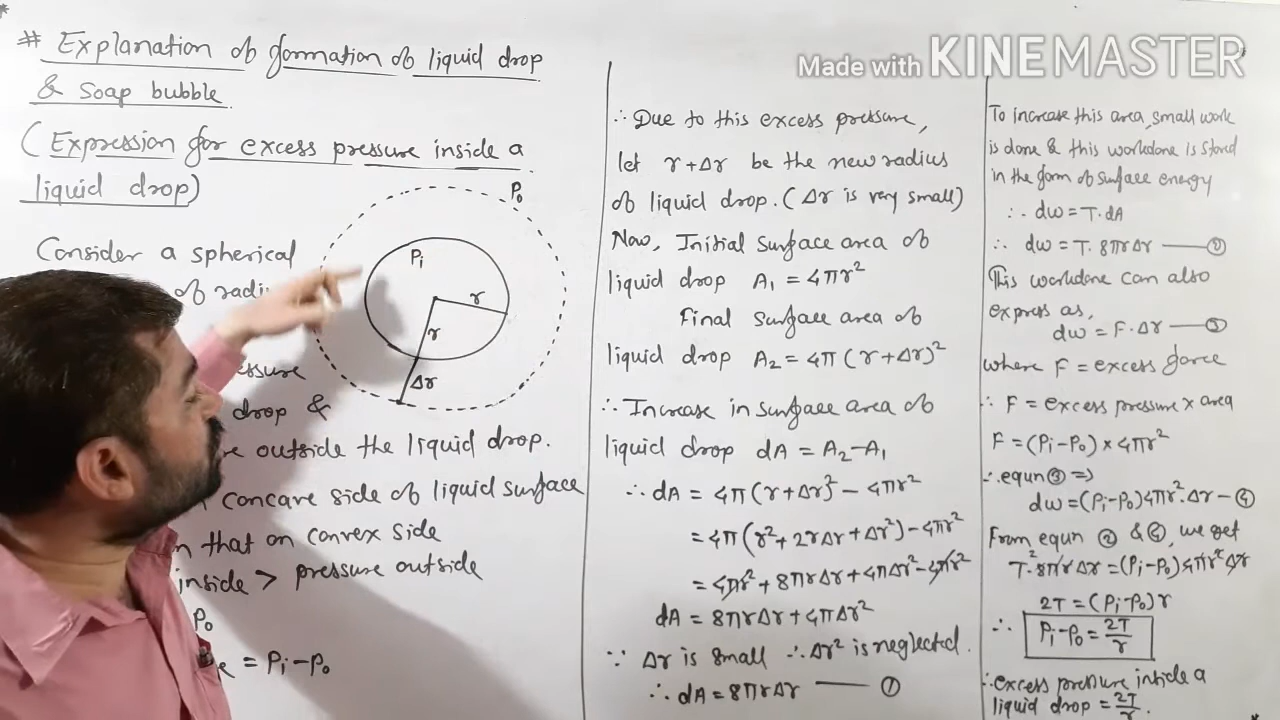 # Explanation of formation of liquid drop
& Soap bubble
(Expression for excess pressure inside a
liquid drop)
Consider a spherical
of radi
essure
drop &
outside the liquid drop.
concave side of liquid surface
that on convex side
inside > pressure outside
P₀
= Pᵢ-P₀
P₀
Pᵢ
r
r
Δr
Made with KINEMASTER
∴ Due to this excess pressure,
let r+Δr be the new radius
of liquid drop. (Δr is very small)
Now, Initial surface area of
liquid drop A₁ = 4πr²
Final surface area of
liquid drop A₂ = 4π(r+Δr)²
∴ Increase in surface area of
liquid drop dA = A₂-A₁
∴ dA = 4π(r+Δr)² - 4πr²
= 4π(r²+2rΔr+Δr²)-4πr²
= 4πr²+8πrΔr+4πΔr²-4πr²
dA = 8πrΔr+4πΔr²
∵ Δr is small ∴ Δr² is neglected.
∴ dA = 8πrΔr — ①
To increase this area, small work
is done & this workdone is stored
in the form of surface energy
∴ dw = T·dA
∴ dw = T·8πrΔr — ②
This workdone can also
express as,
dw = F·Δr — ③
where F = excess force
∴ F = excess pressure x area
F = (Pᵢ-P₀) x 4πr²
∴ equn ③ ⇒
dw = (Pᵢ-P₀)4πr²·Δr - ④
From equn ② & ④, we get
T·8πrΔr = (Pᵢ-P₀)4πr²Δr
2
2T = (Pᵢ-P₀)r
∴ Pᵢ-P₀ = 2T/r
∴ excess pressure inside a
liquid drop = 2T/r.